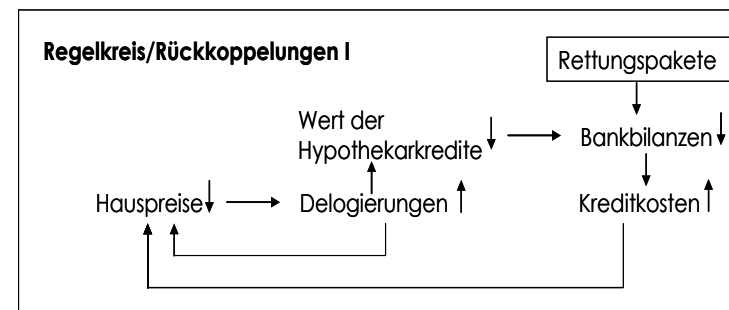 Regelkreis/Rückkoppelungen I
Rettungspakete
Wert der
Hypothekarkredite
Bankbilanzen
Hauspreise
Delogierungen
Kreditkosten